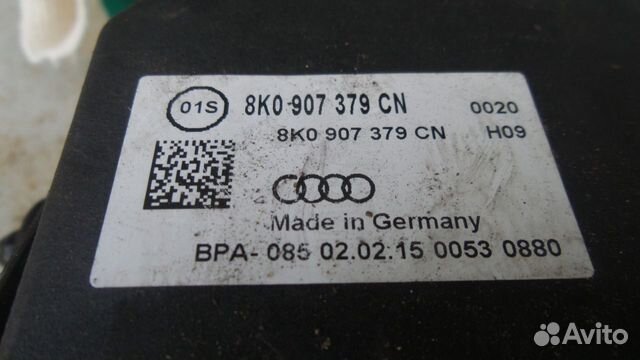 01S 8K0 907 379 CN 0020
8K0 907 379 CN H09
Made in Germany
BPA- 085 02.02.15 0053 0880
Avito